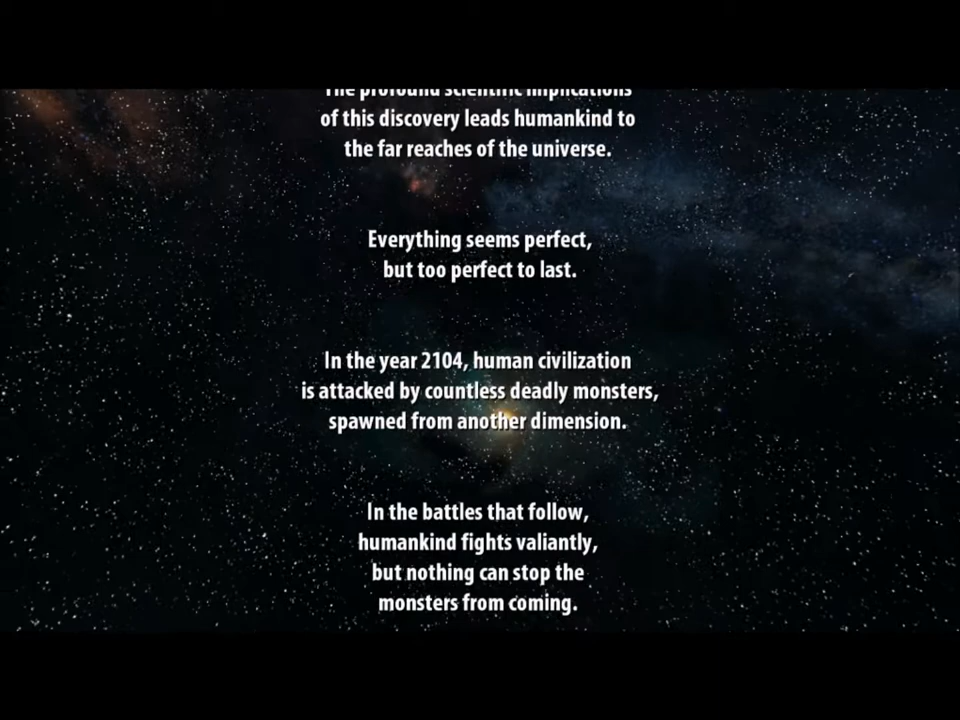 The profound scientific implications
of this discovery leads humankind to
the far reaches of the universe.
Everything seems perfect,
but too perfect to last.
In the year 2104, human civilization
is attacked by countless deadly monsters,
spawned from another dimension.
In the battles that follow,
humankind fights valiantly,
but nothing can stop the
monsters from coming.